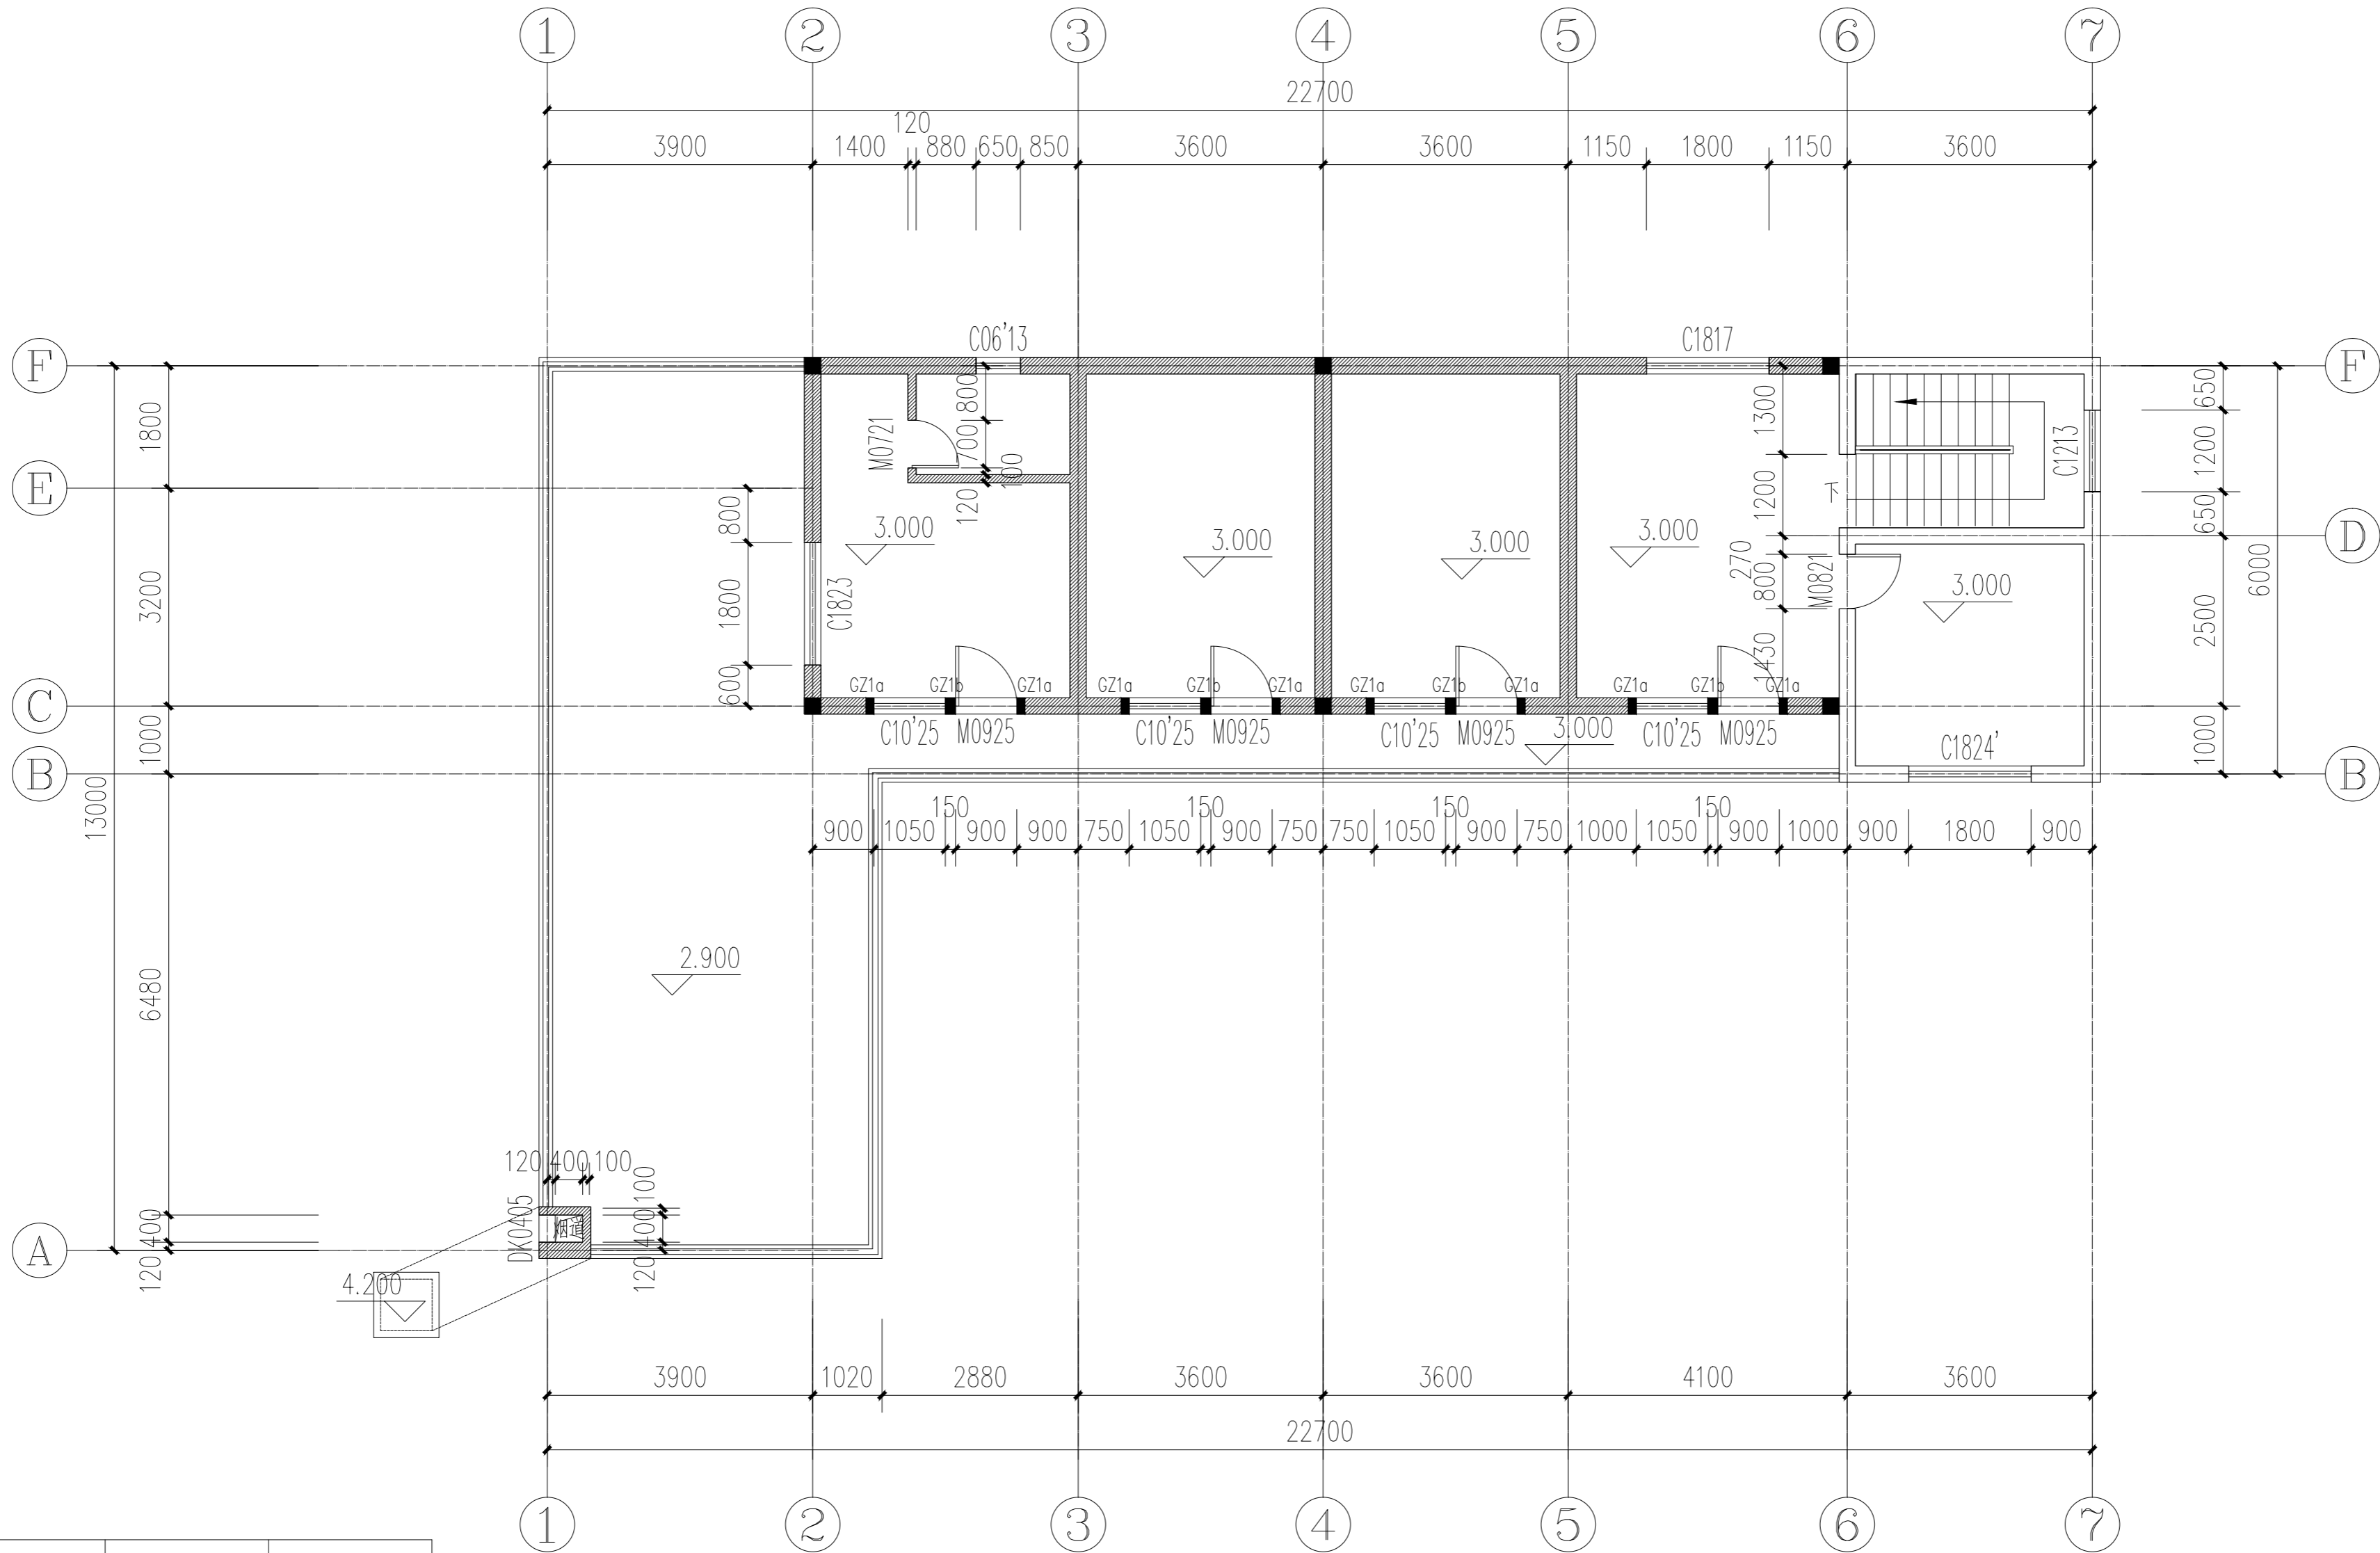 1 2 3 4 5 6 7
22700
120
3900 1400 880 650 850 3600 3600 1150 1800 1150 3600
C06'13 C1817
F F
1800 800 1300 650
M0721 700 100 C1213 1200
E
1200 下
800 120 650
3.000 3.000 3.000 3.000
D
270
3200 1800 C1823 800 M0821 3.000 2500 6000
600 1430
GZ1a GZ1b GZ1a GZ1a GZ1b GZ1a GZ1a GZ1b GZ1a GZ1a GZ1b GZ1a
C
C10'25 M0925 C10'25 M0925 C10'25 M0925 C10'25 M0925
3.000
1000 C1824' 1000
B B
13000
150 150 150 150
900 1050 900 900 750 1050 900 750 750 1050 900 750 1000 1050 900 1000 900 1800 900
2.900
6480
120 400 100
100
DK0405 烟道
400 400
A
120 120
4.200
3900 1020 2880 3600 3600 4100 3600
22700
1 2 3 4 5 6 7